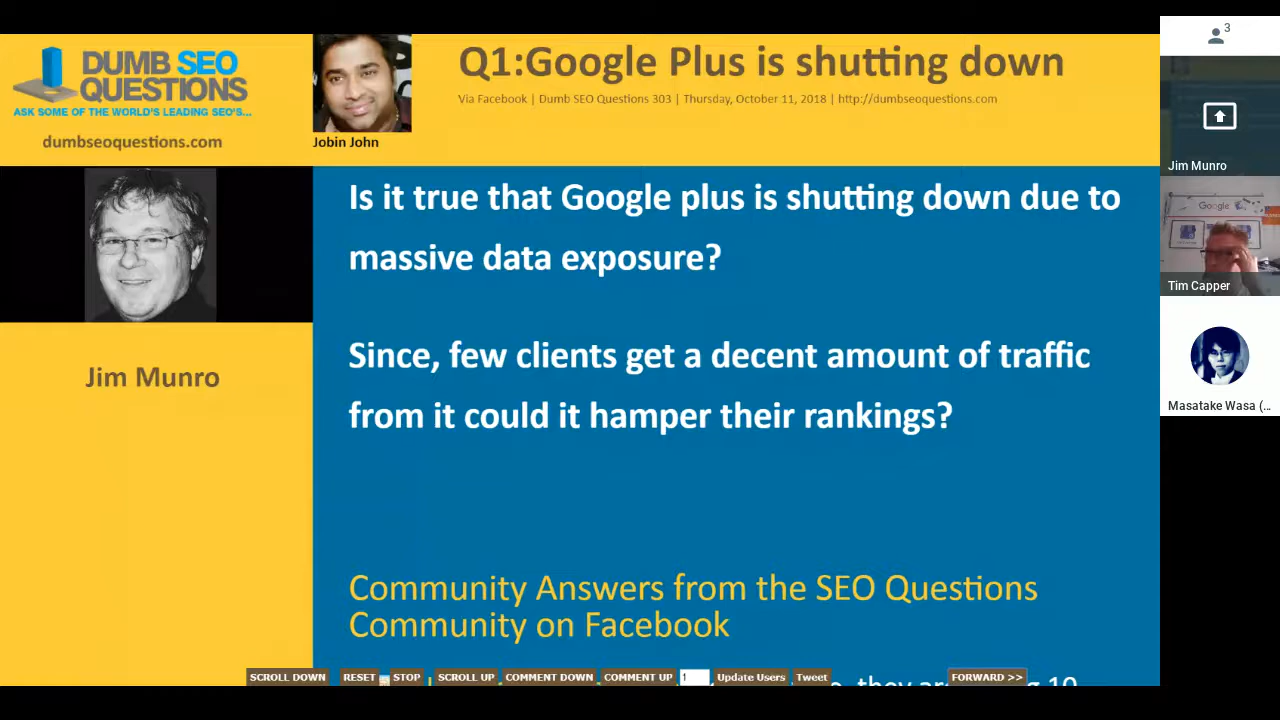 DUMB SEO
QUESTIONS
ASK SOME OF THE WORLD'S LEADING SEO'S...
dumbseoquestions.com
Jobin John
Q1:Google Plus is shutting down
Via Facebook | Dumb SEO Questions 303 | Thursday, October 11, 2018 | http://dumbseoquestions.com
Jim Munro
Is it true that Google plus is shutting down due to
massive data exposure?
Since, few clients get a decent amount of traffic
from it could it hamper their rankings?
Community Answers from the SEO Questions
Community on Facebook
they are
10
SCROLL DOWN RESET STOP SCROLL UP COMMENT DOWN COMMENT UP 1 Update Users Tweet FORWARD >>
3
Jim Munro
Google
Tim Capper
Masatake Wasa (...